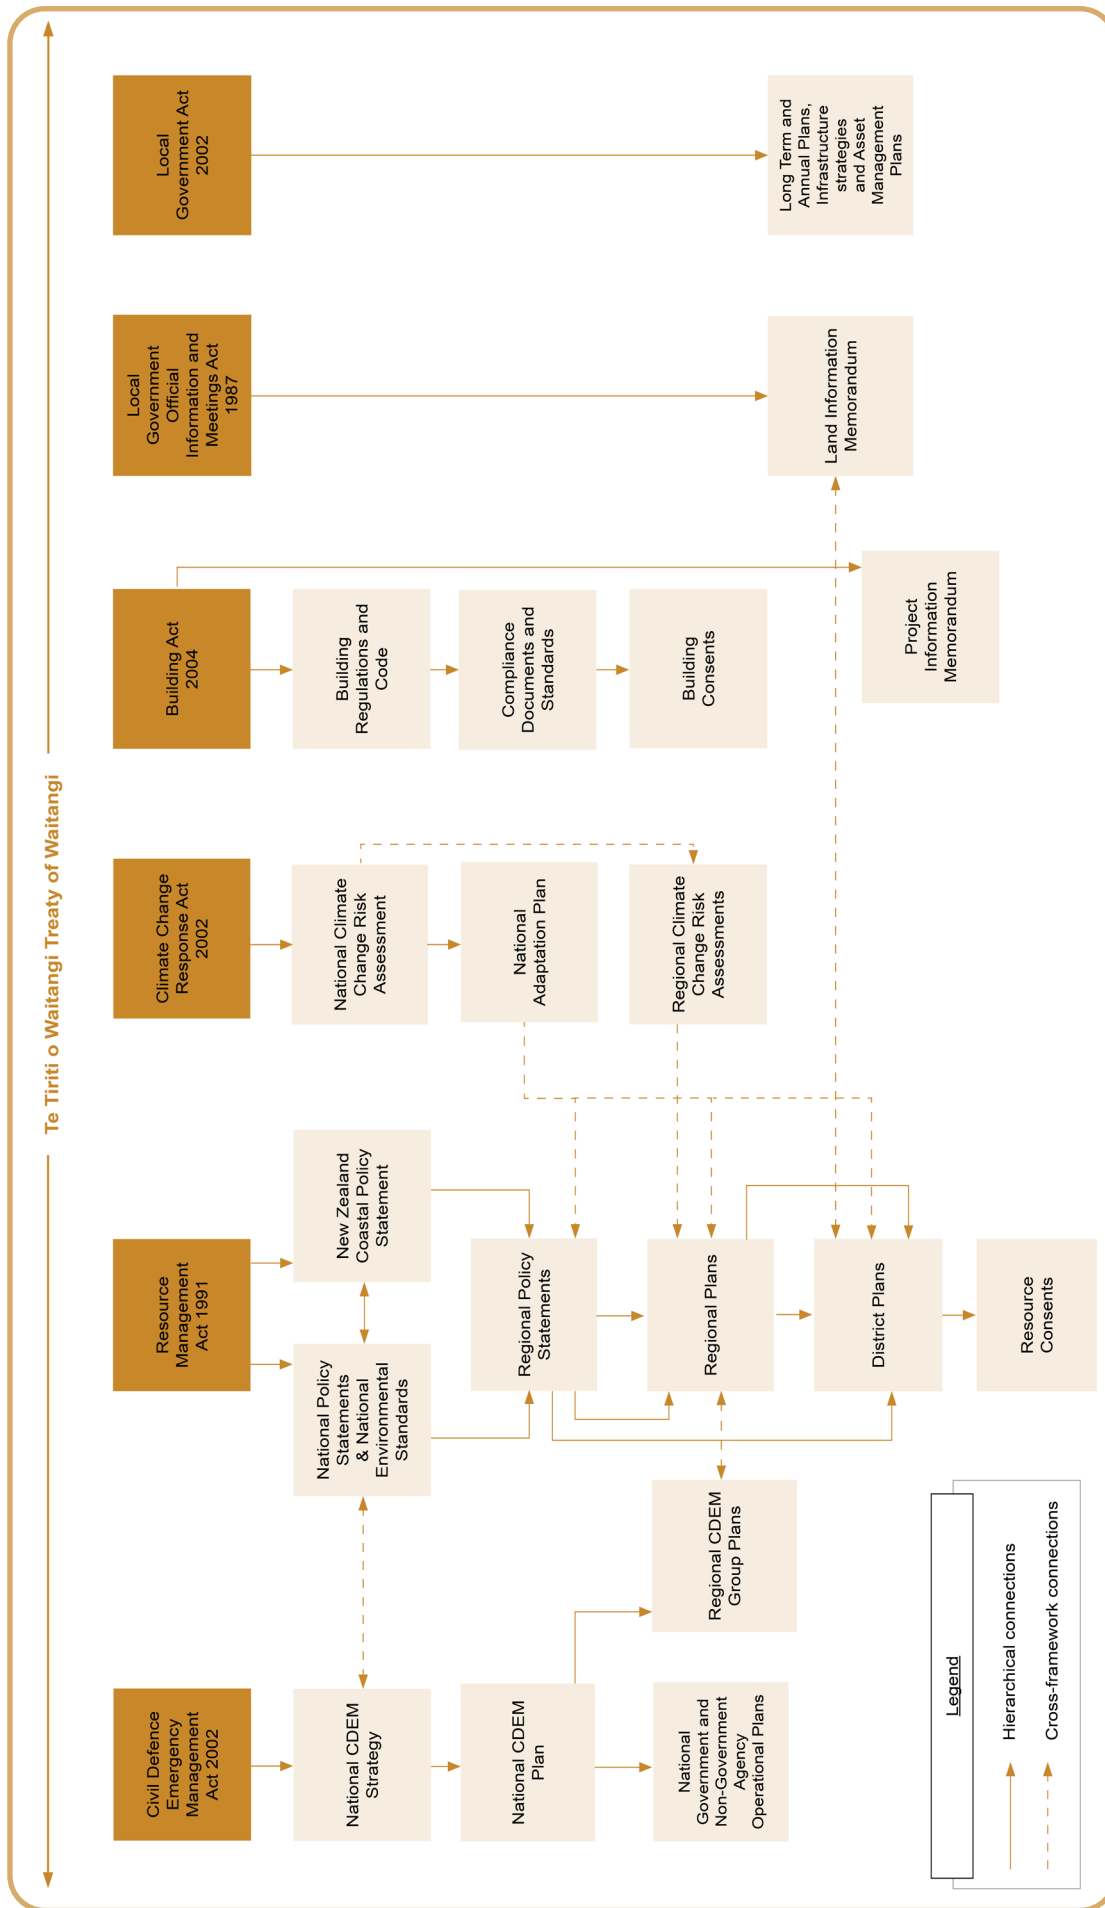 Te Tiriti o Waitangi Treaty of Waitangi
Civil Defence
Emergency
Management
Act 2002
Resource
Management
Act 1991
Climate Change
Response Act
2002
Building Act
2004
Local
Government
Official
Information and
Meetings Act
1987
Local
Government Act
2002
National CDEM
Strategy
National Policy
Statements
& National
Environmental
Standards
New Zealand
Coastal Policy
Statement
National Climate
Change Risk
Assessment
Building
Regulations and
Code
National CDEM
Plan
Regional Policy
Statements
National
Adaptation Plan
Compliance
Documents and
Standards
National
Government and
Non-Government
Agency
Operational Plans
Regional CDEM
Group Plans
Regional Plans
Regional Climate
Change Risk
Assessments
Building
Consents
District Plans
Land Information
Memorandum
Long Term and
Annual Plans,
Infrastructure
strategies
and Asset
Management
Plans
Project
Information
Memorandum
Resource
Consents
Legend
Hierarchical connections
Cross-framework connections